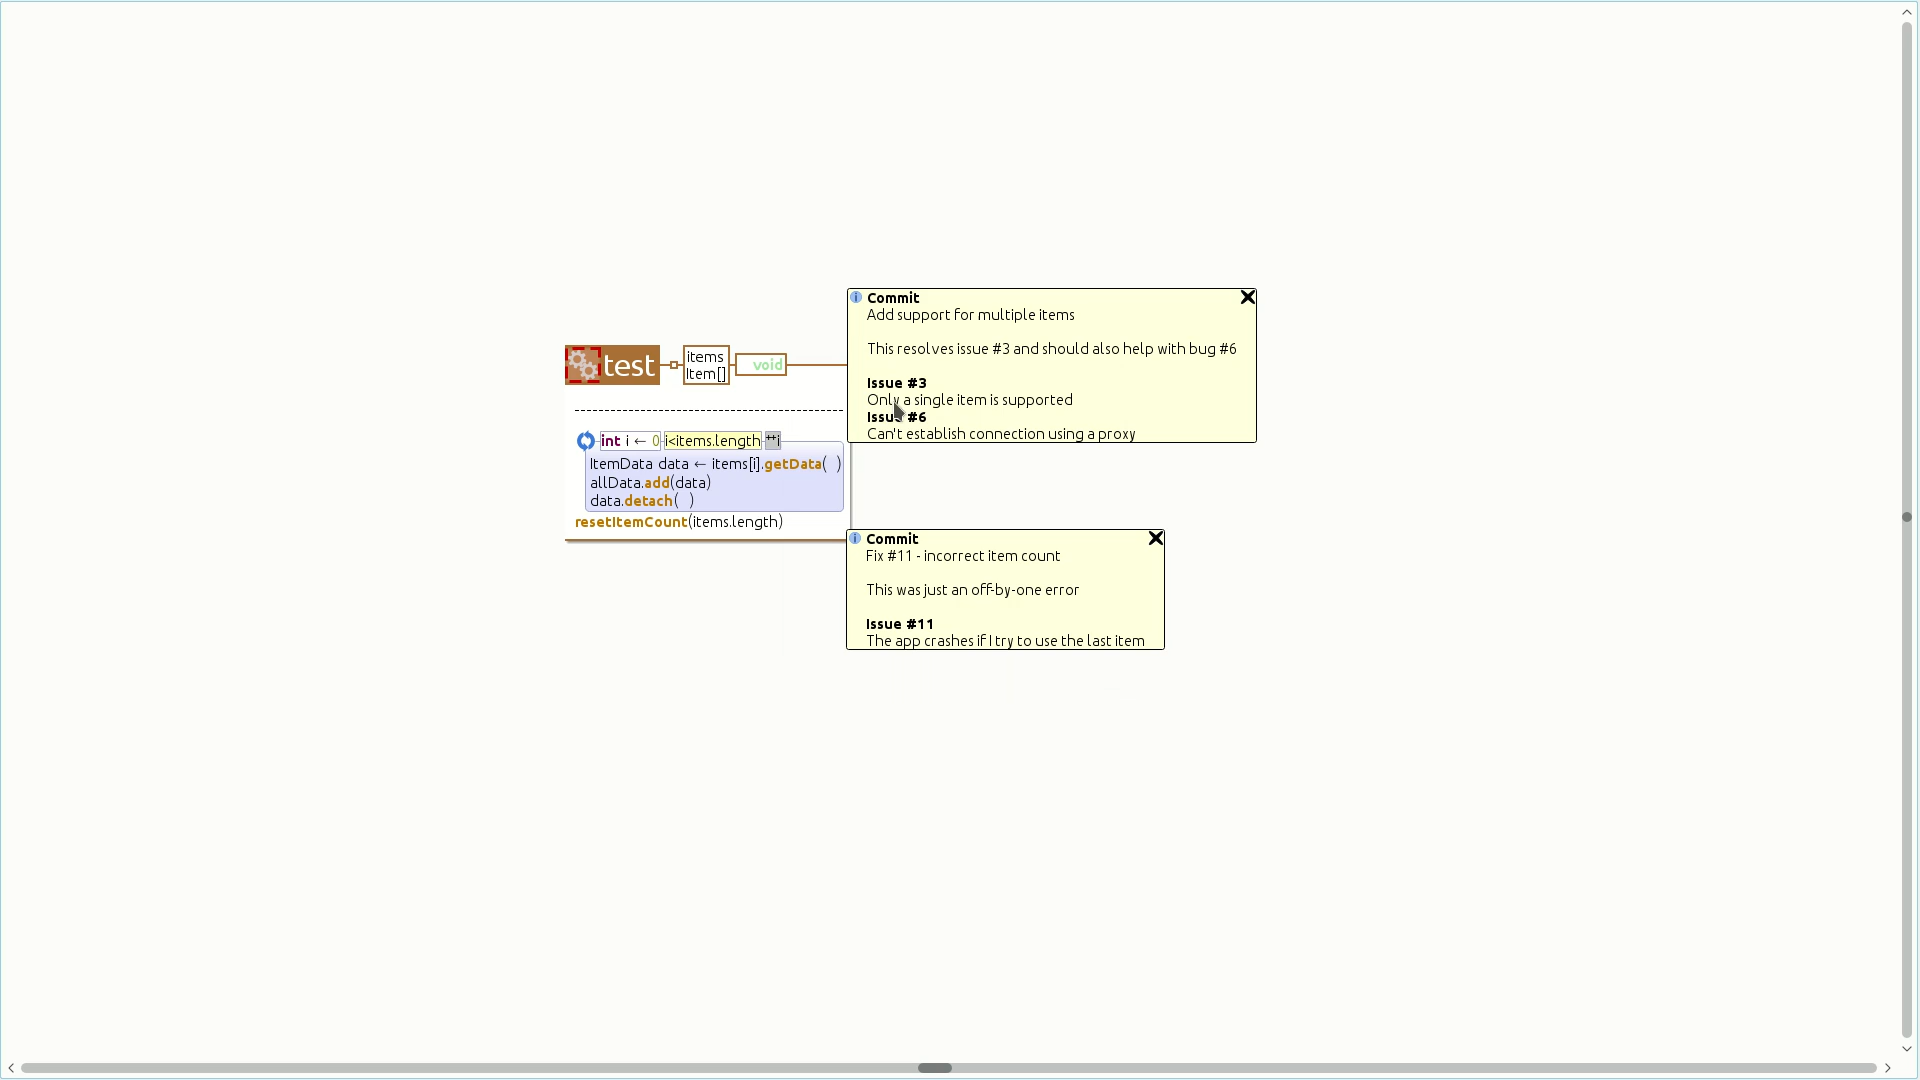 Commit
Add support for multiple items
This resolves issue #3 and should also help with bug #6
Issue #3
Only a single item is supported
Issue #6
Can't establish connection using a proxy
test
items
Item[]
void
int i ← 0 i<items.length ++i
ItemData data ← items[i].getData( )
allData.add(data)
data.detach( )
resetItemCount(items.length)
Commit
Fix #11 - incorrect item count
This was just an off-by-one error
Issue #11
The app crashes if I try to use the last item